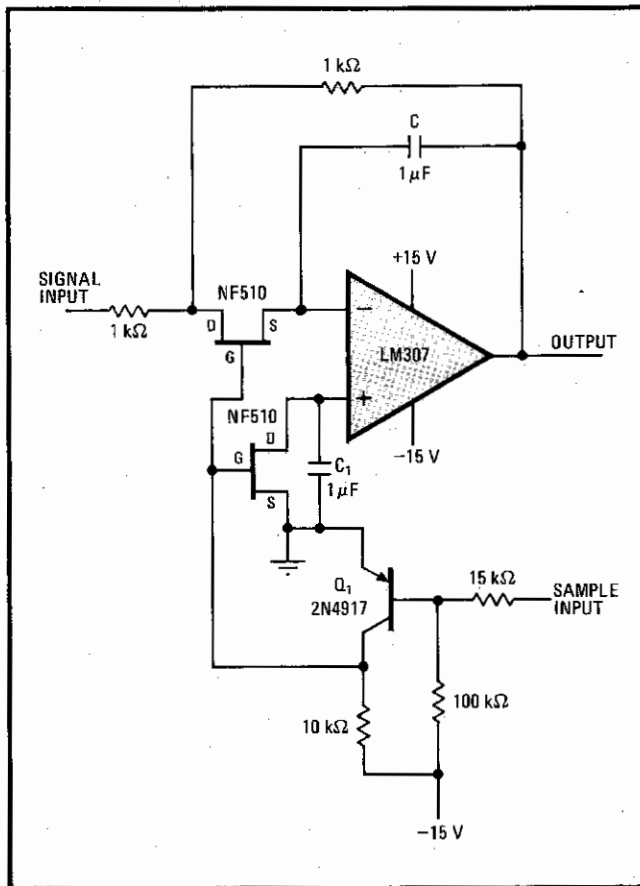 1 kΩ
C
1 μF
+15 V
SIGNAL
INPUT
NF510
1 kΩ
D
S
G
−
LM307
OUTPUT
NF510
+
D
G
S
C1
1 μF
−15 V
Q1
2N4917
15 kΩ
SAMPLE
INPUT
10 kΩ
100 kΩ
−15 V